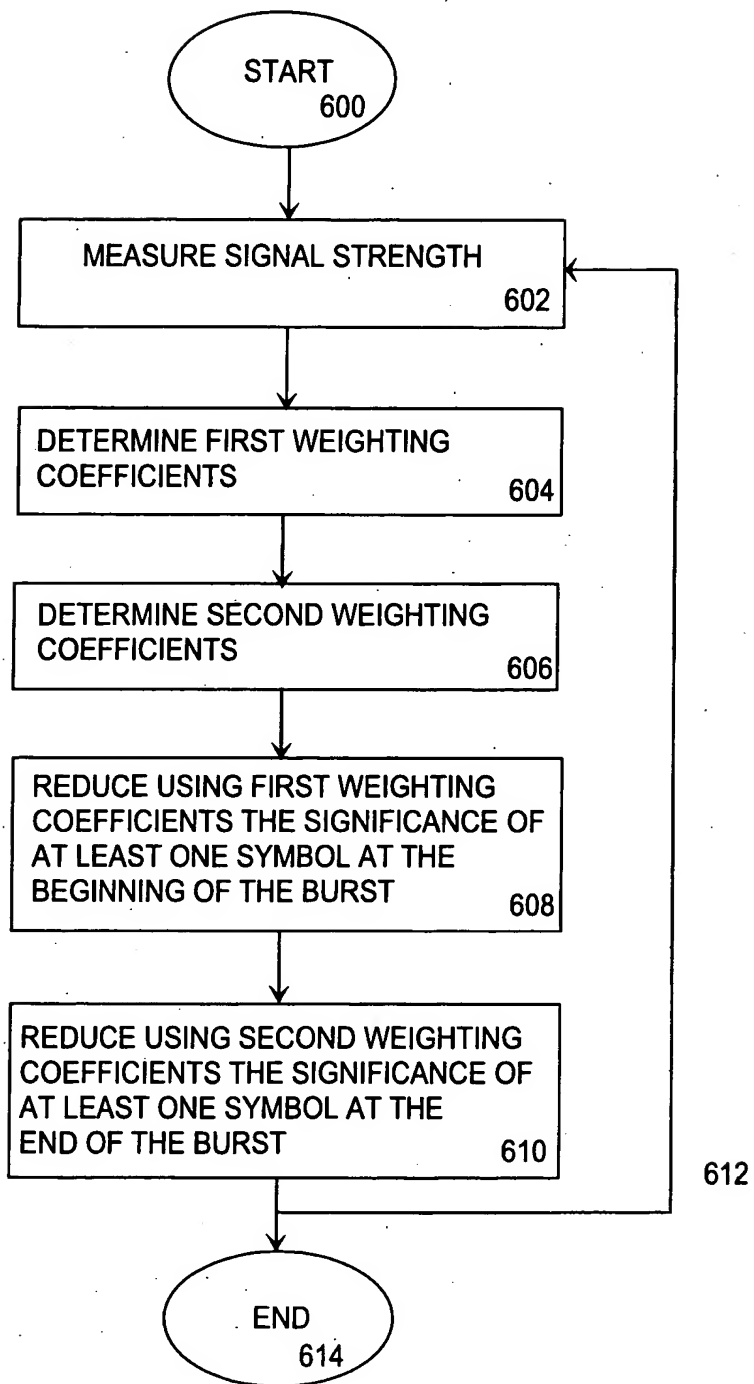 START
600
MEASURE SIGNAL STRENGTH
602
DETERMINE FIRST WEIGHTING
COEFFICIENTS
604
DETERMINE SECOND WEIGHTING
COEFFICIENTS
606
REDUCE USING FIRST WEIGHTING
COEFFICIENTS THE SIGNIFICANCE OF
AT LEAST ONE SYMBOL AT THE
BEGINNING OF THE BURST
608
REDUCE USING SECOND WEIGHTING
COEFFICIENTS THE SIGNIFICANCE OF
AT LEAST ONE SYMBOL AT THE
END OF THE BURST
610
612
END
614